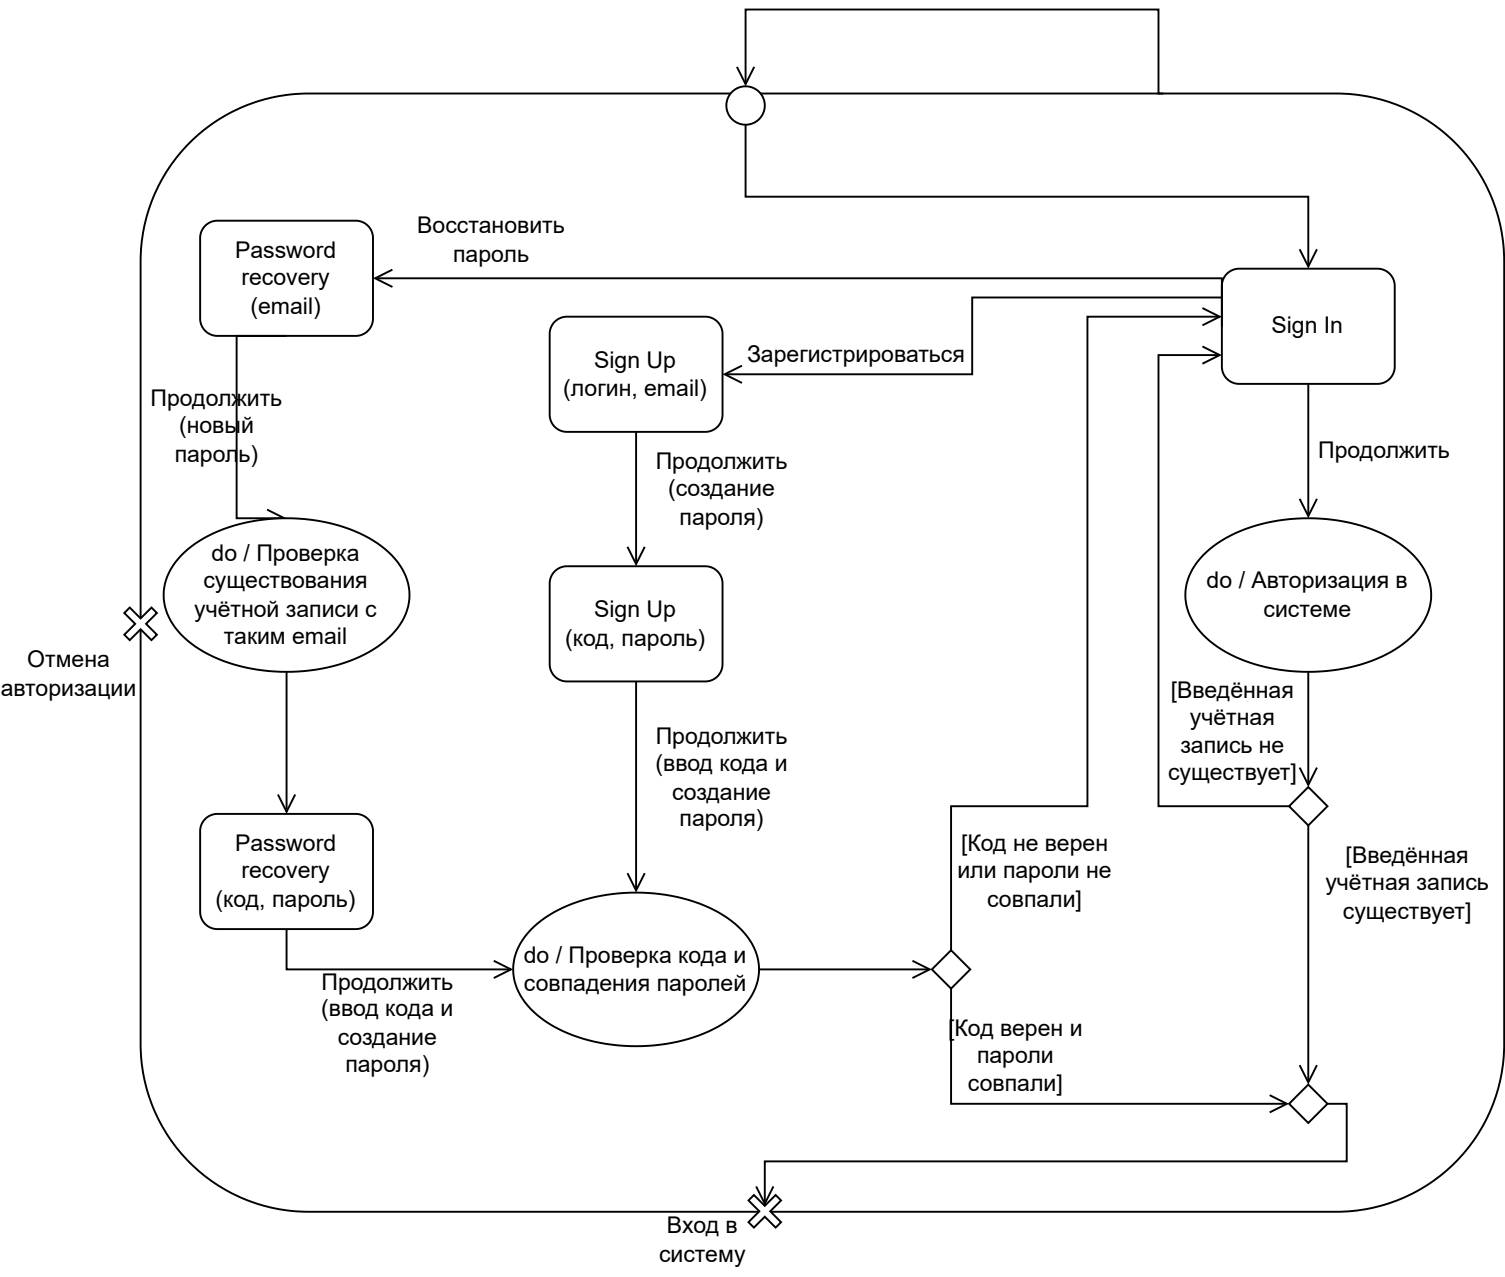 Восстановить
пароль
Password
recovery
(email)
Sign In
Sign Up
(логин, email)
Зарегистрироваться
Продолжить
(новый
пароль)
Продолжить
(создание
пароля)
Продолжить
do / Проверка
существования
учётной записи с
таким email
Sign Up
(код, пароль)
do / Авторизация в
системе
Отмена
авторизации
[Введённая
учётная
запись не
существует]
Продолжить
(ввод кода и
создание
пароля)
Password
recovery
(код, пароль)
[Код не верен
или пароли не
совпали]
[Введённая
учётная запись
существует]
do / Проверка кода и
совпадения паролей
Продолжить
(ввод кода и
создание
пароля)
[Код верен и
пароли
совпали]
Вход в
систему